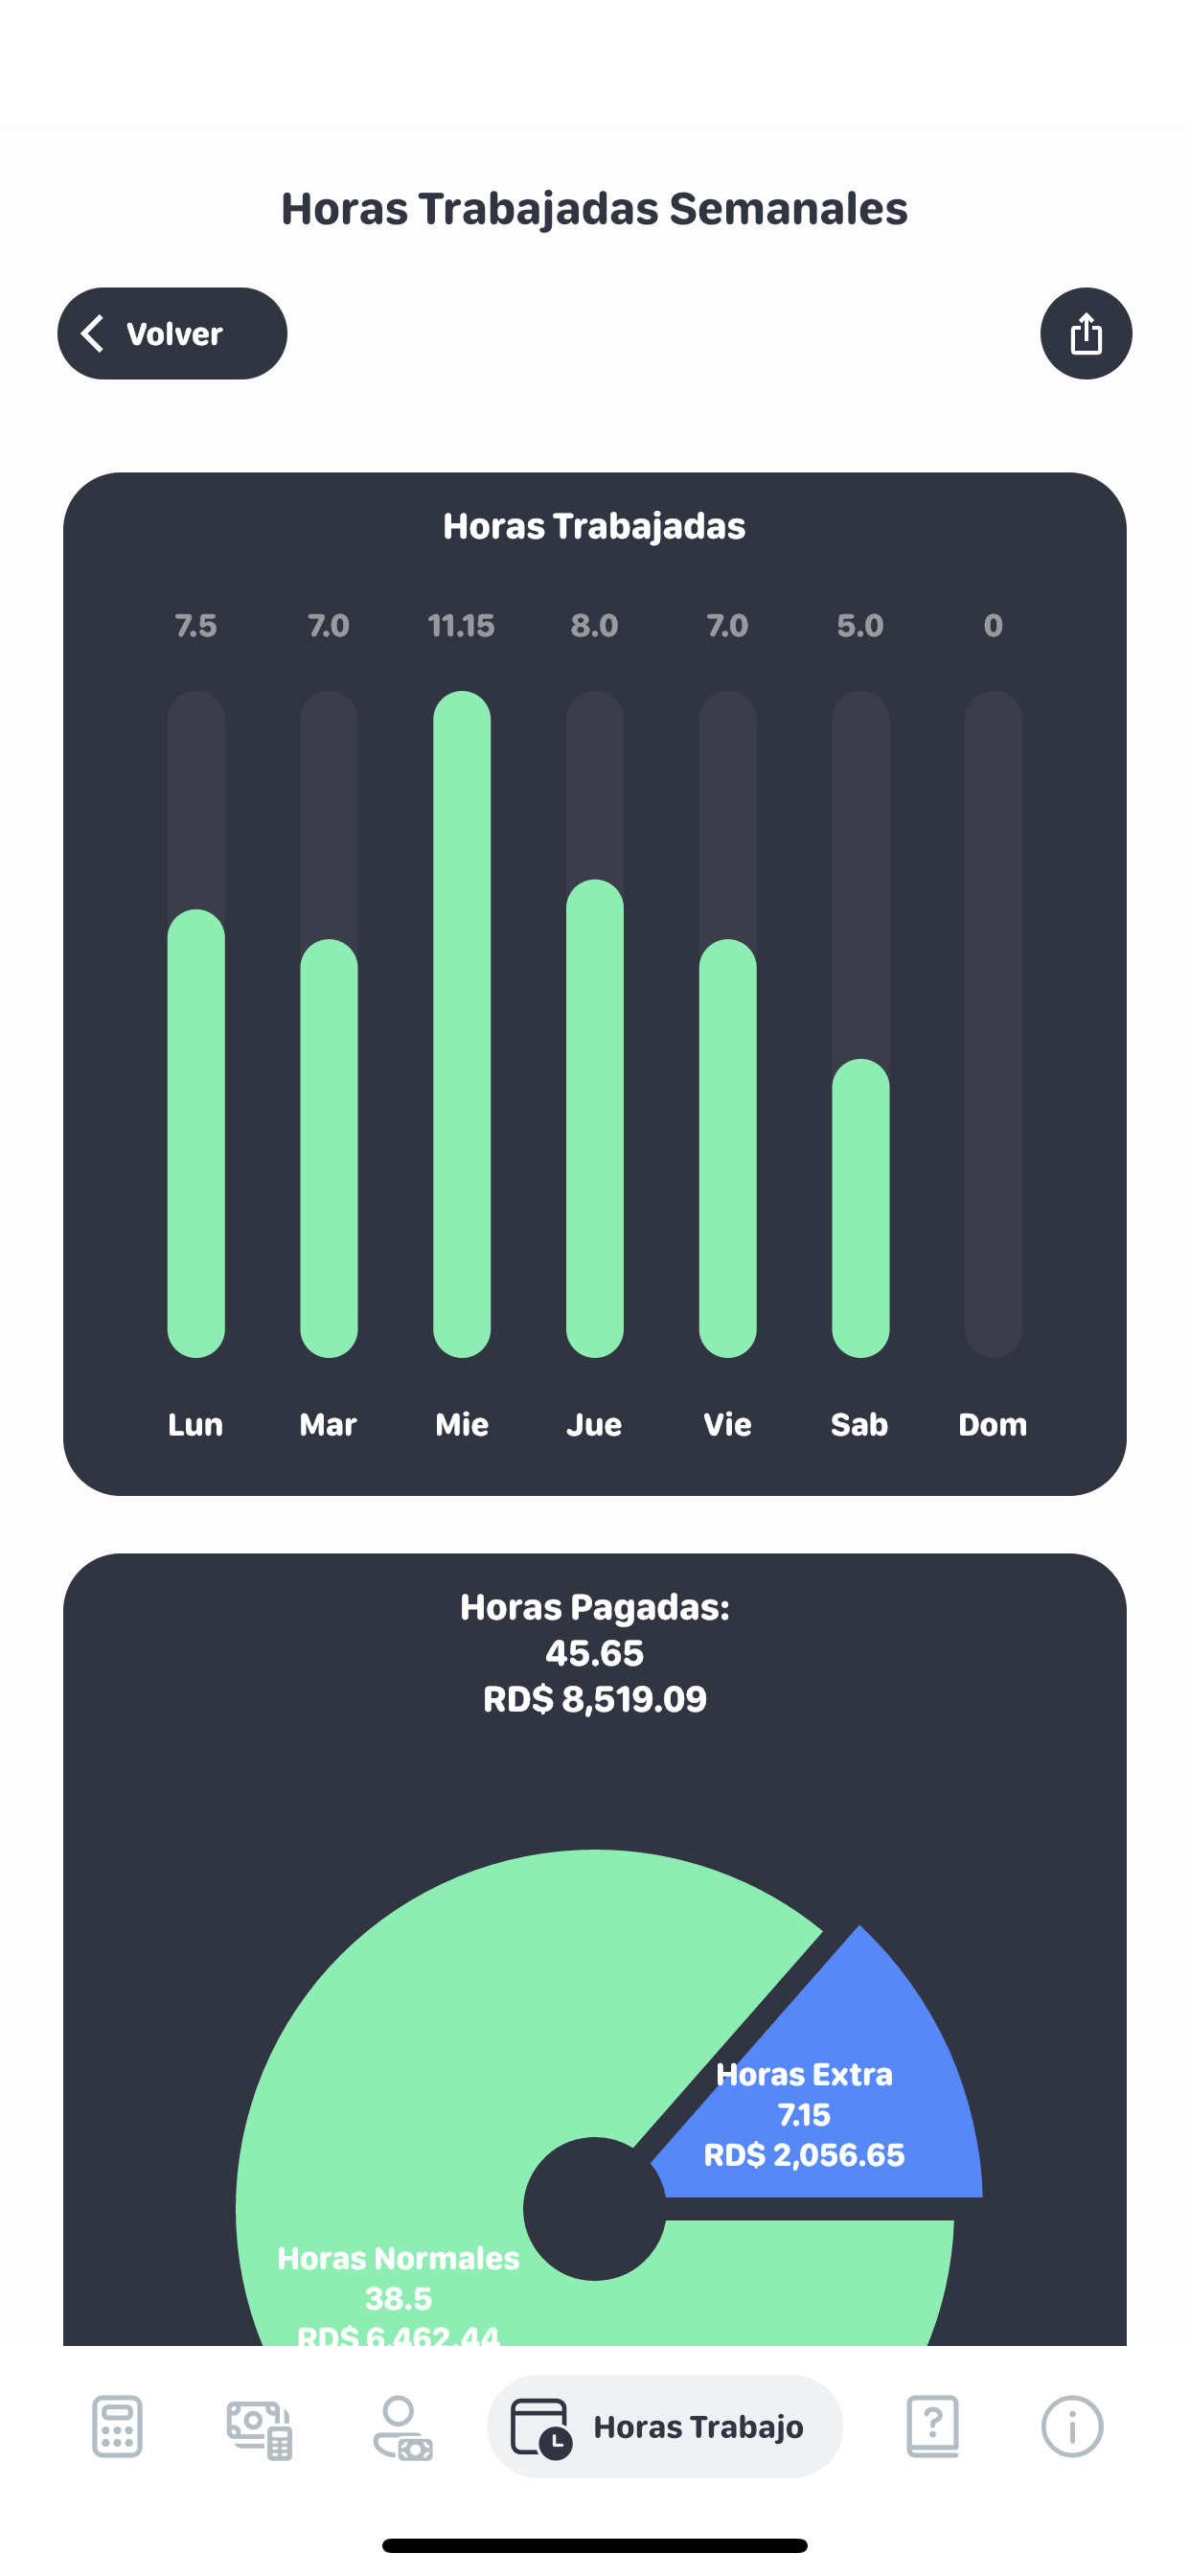 Horas Trabajadas Semanales
Volver
Horas Trabajadas
7.5 7.0 11.15 8.0 7.0 5.0 0
Lun Mar Mie Jue Vie Sab Dom
Horas Pagadas:
45.65
RD$ 8,519.09
Horas Extra
7.15
RD$ 2,056.65
Horas Normales
38.5
RD$ 6,462.44
Horas Trabajo